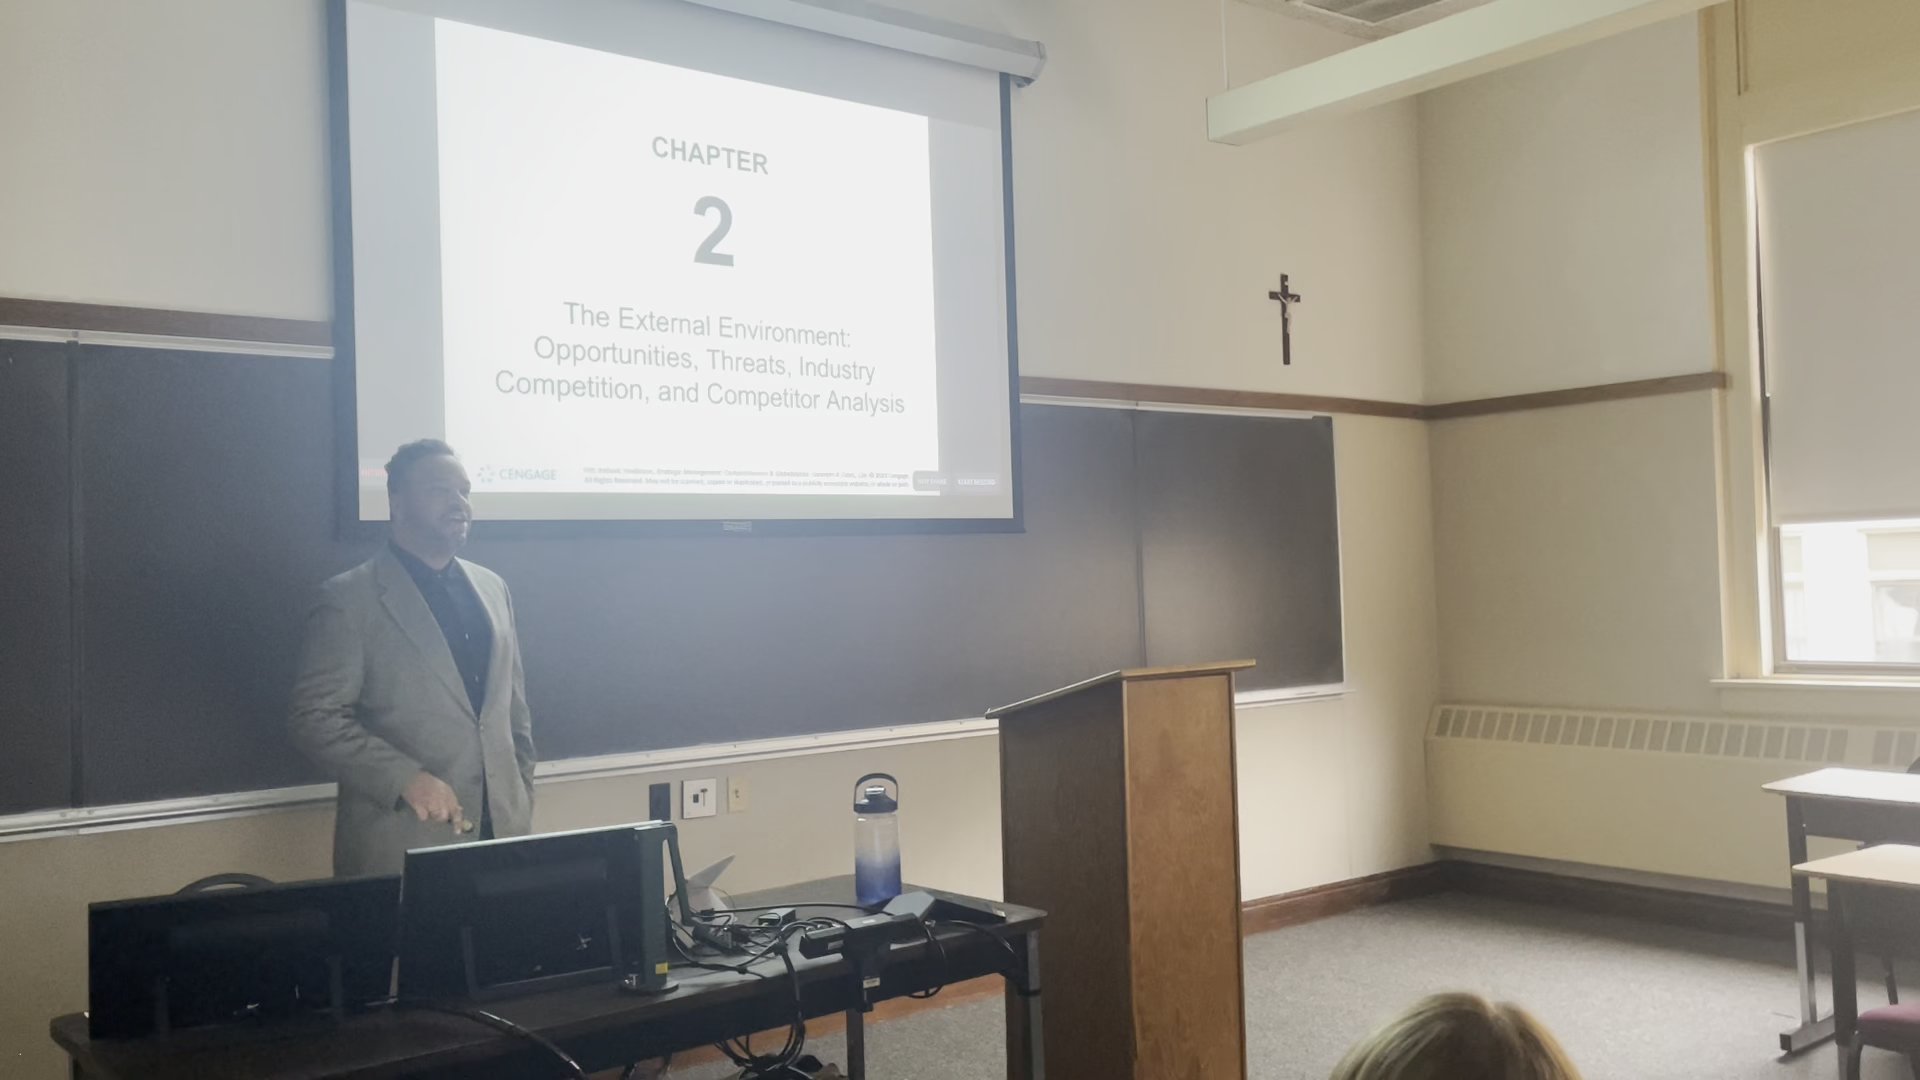 CHAPTER
2
The External Environment:
Opportunities, Threats, Industry
Competition, and Competitor Analysis
CENGAGE